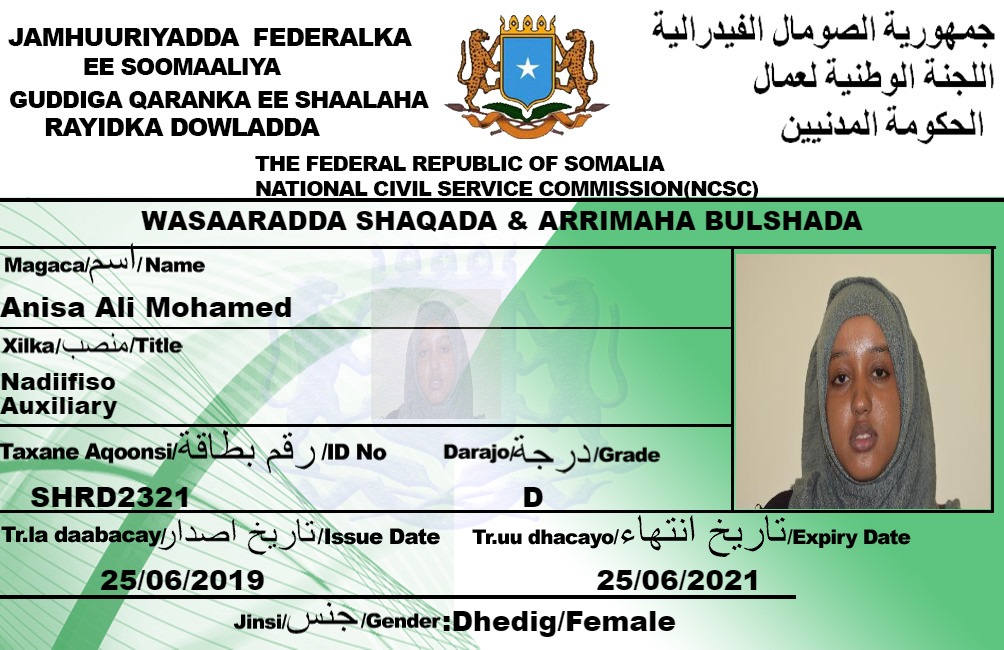 JAMHUURIYADDA FEDERALKA
EE SOOMAALIYA
GUDDIGA QARANKA EE SHAALAHA
RAYIDKA DOWLADDA
جمهورية الصومال الفيدرالية
اللجنة الوطنية لعمال
الحكومة المدنيين
THE FEDERAL REPUBLIC OF SOMALIA
NATIONAL CIVIL SERVICE COMMISSION(NCSC)
WASAARADDA SHAQADA & ARRIMAHA BULSHADA
Magaca/اسم/Name
Anisa Ali Mohamed
Xilka/منصب/Title
Nadiifiso
Auxiliary
Taxane Aqoonsi/رقم بطاقة/ID No
Darajo/درجة/Grade
SHRD2321
D
Tr.la daabacay/تاريخ اصدار/Issue Date
Tr.uu dhacayo/تاريخ انتهاء/Expiry Date
25/06/2019
25/06/2021
Jinsi/جنس/Gender:Dhedig/Female